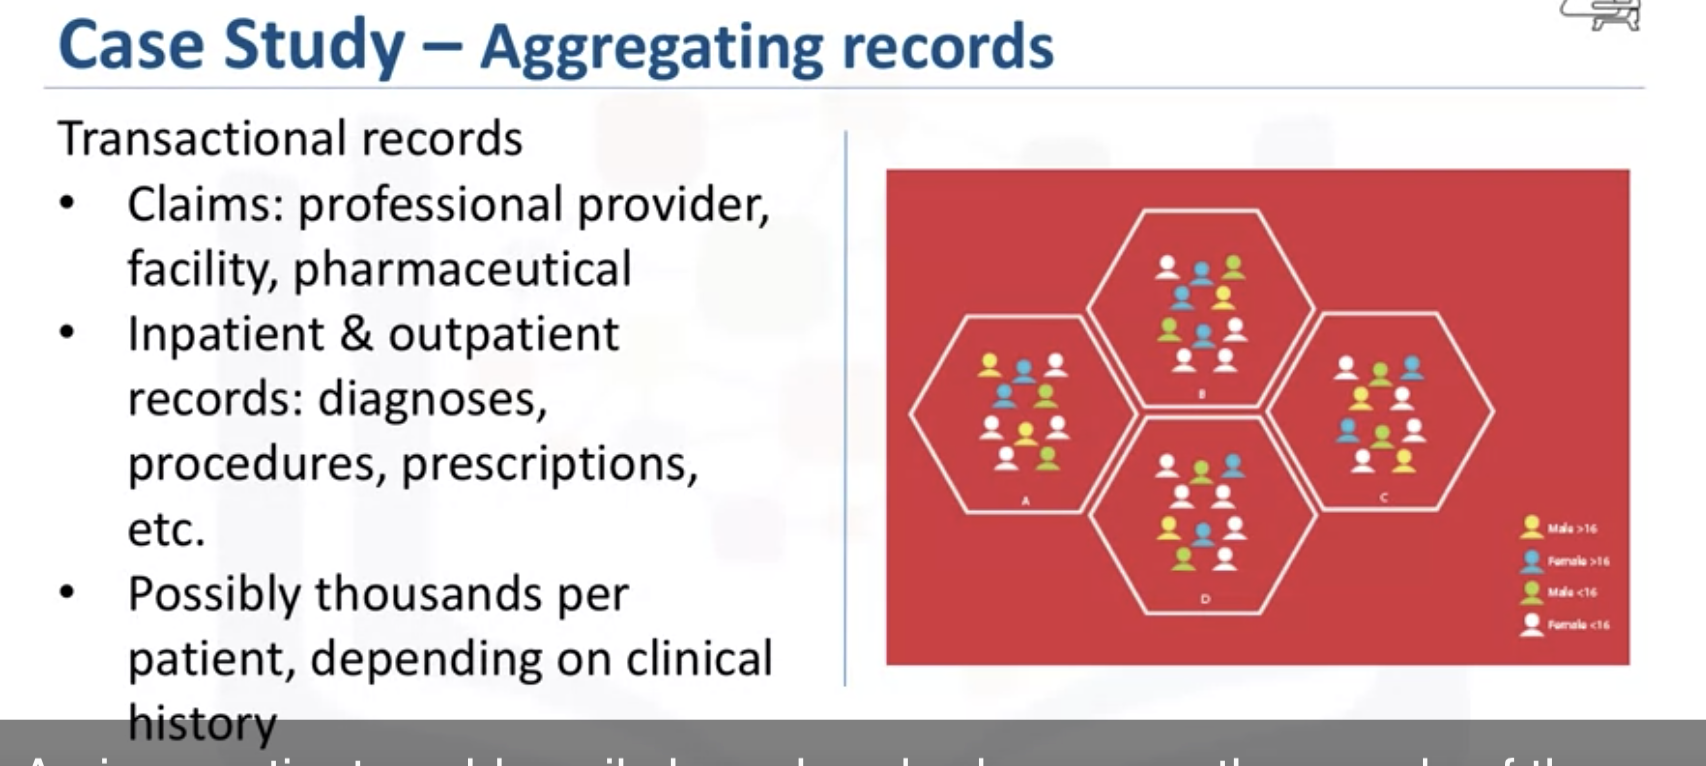 Case Study – Aggregating records
Transactional records
• Claims: professional provider,
facility, pharmaceutical
• Inpatient & outpatient
records: diagnoses,
procedures, prescriptions,
etc.
• Possibly thousands per
patient, depending on clinical
history
B
A
C
D
Male >16
Female >16
Male <16
Female <16